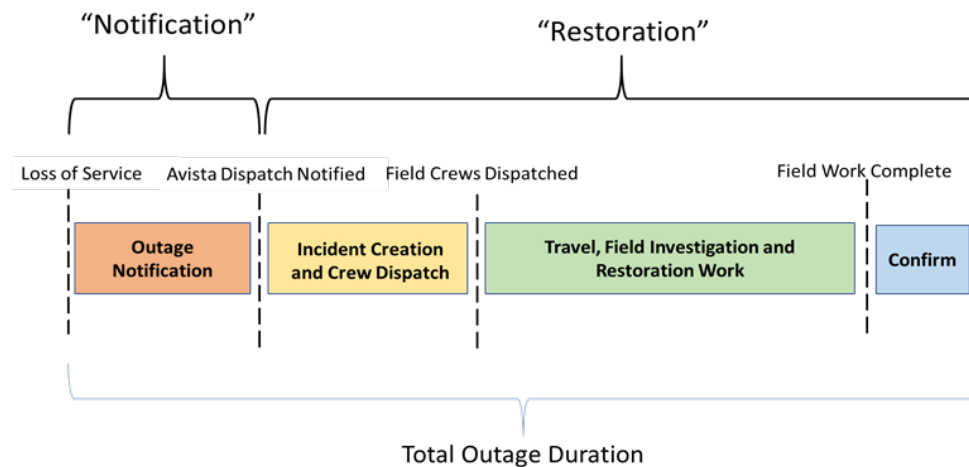 “Notification”
“Restoration”
Loss of Service
Avista Dispatch Notified
Field Crews Dispatched
Field Work Complete
Outage
Notification
Incident Creation
and Crew Dispatch
Travel, Field Investigation and
Restoration Work
Confirm
Total Outage Duration